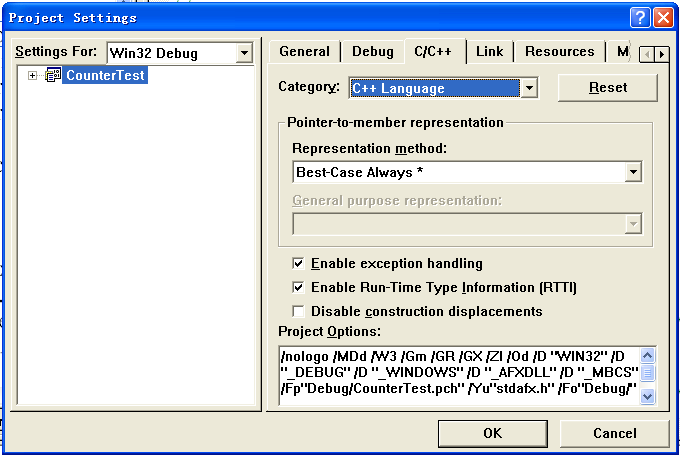 Project Settings
Settings For: Win32 Debug
CounterTest
General Debug C/C++ Link Resources M
Category: C++ Language Reset
Pointer-to-member representation
Representation method:
Best-Case Always *
General purpose representation:
Enable exception handling
Enable Run-Time Type Information (RTTI)
Disable construction displacements
Project Options:
/nologo /MDd /W3 /Gm /GR /GX /ZI /Od /D "WIN32" /D
"_DEBUG" /D "_WINDOWS" /D "_AFXDLL" /D "_MBCS"
/Fp"Debug/CounterTest.pch" /Yu"stdafx.h" /Fo"Debug/"
OK Cancel